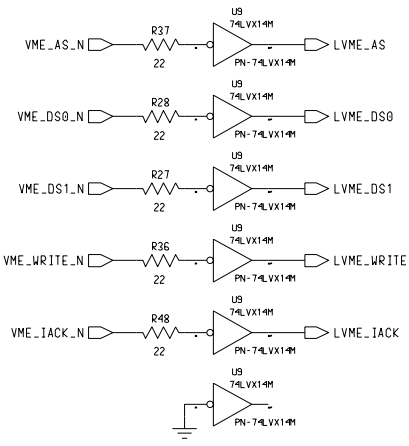 U9
74LVX14M
R37
VME_AS_N
LVME_AS
22
PN-74LVX14M
U9
74LVX14M
R28
VME_DS0_N
LVME_DS0
22
PN-74LVX14M
U9
74LVX14M
R27
VME_DS1_N
LVME_DS1
22
PN-74LVX14M
U9
74LVX14M
R36
VME_WRITE_N
LVME_WRITE
22
PN-74LVX14M
U9
74LVX14M
R48
VME_IACK_N
LVME_IACK
22
PN-74LVX14M
U9
74LVX14M
PN-74LVX14M